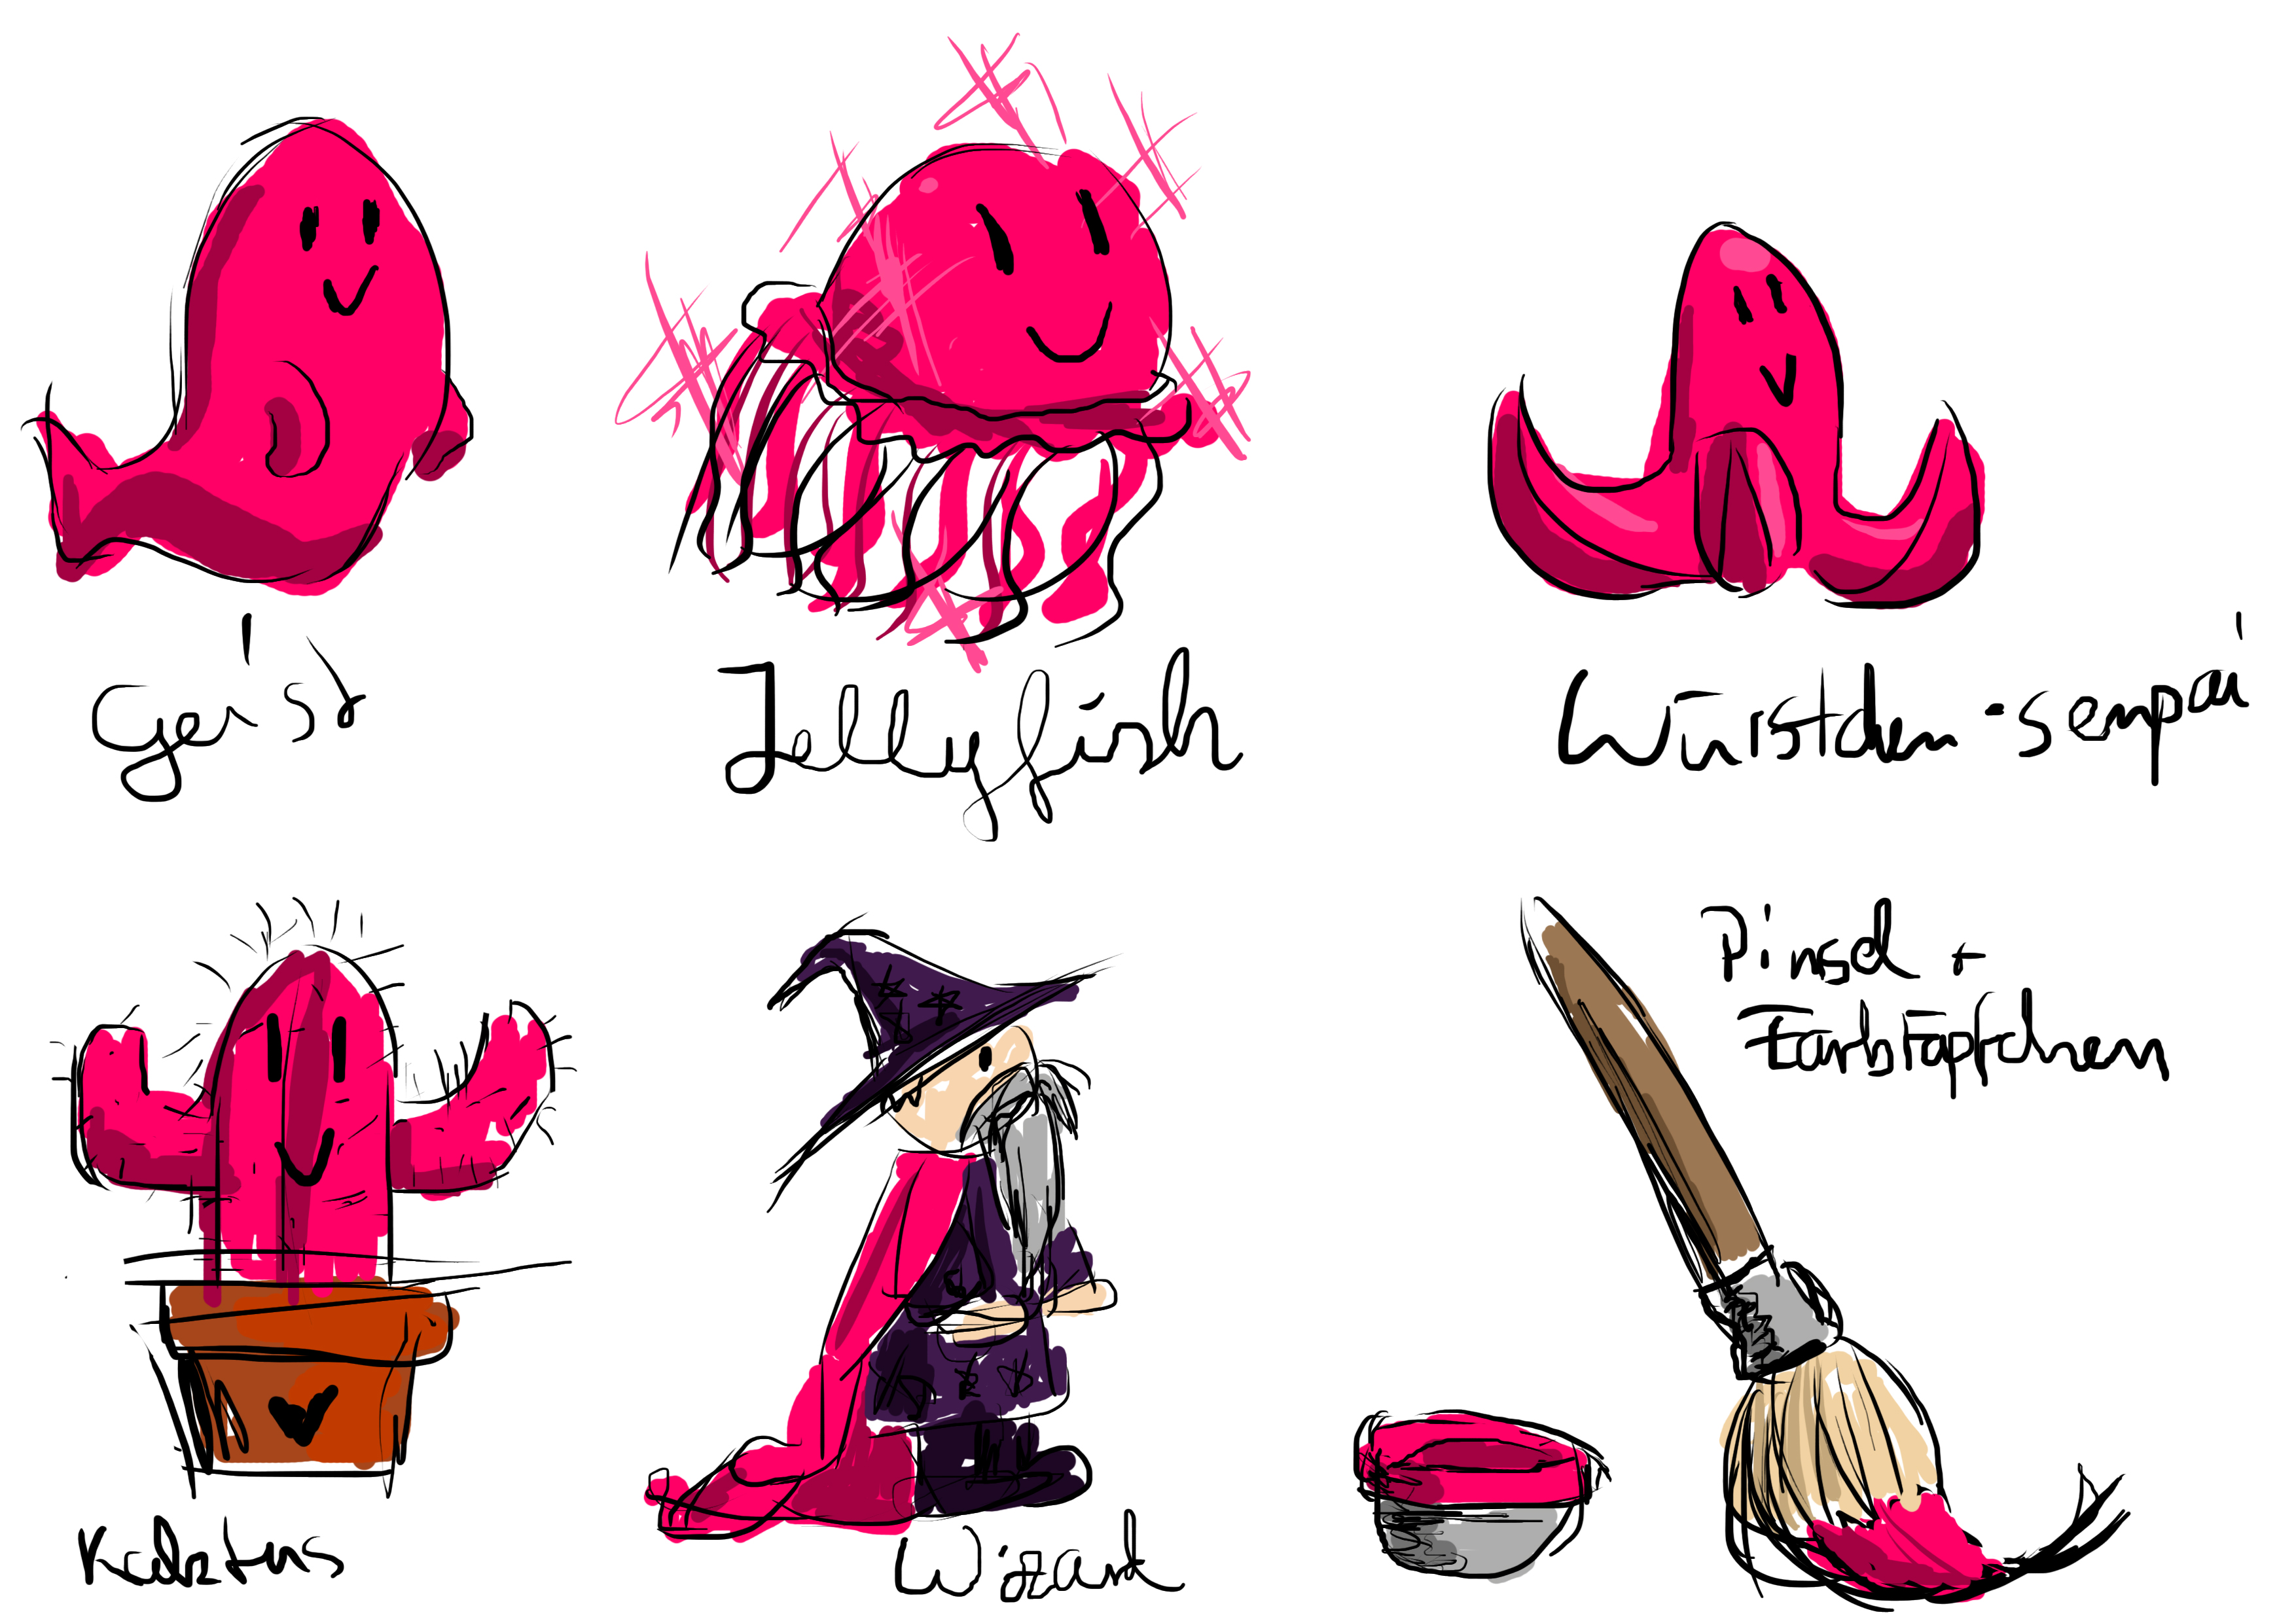 Geist
Jellyfish
Würstchen-senpai
Pinsel +
Farbtöpfchen
Kaktus
Wizard